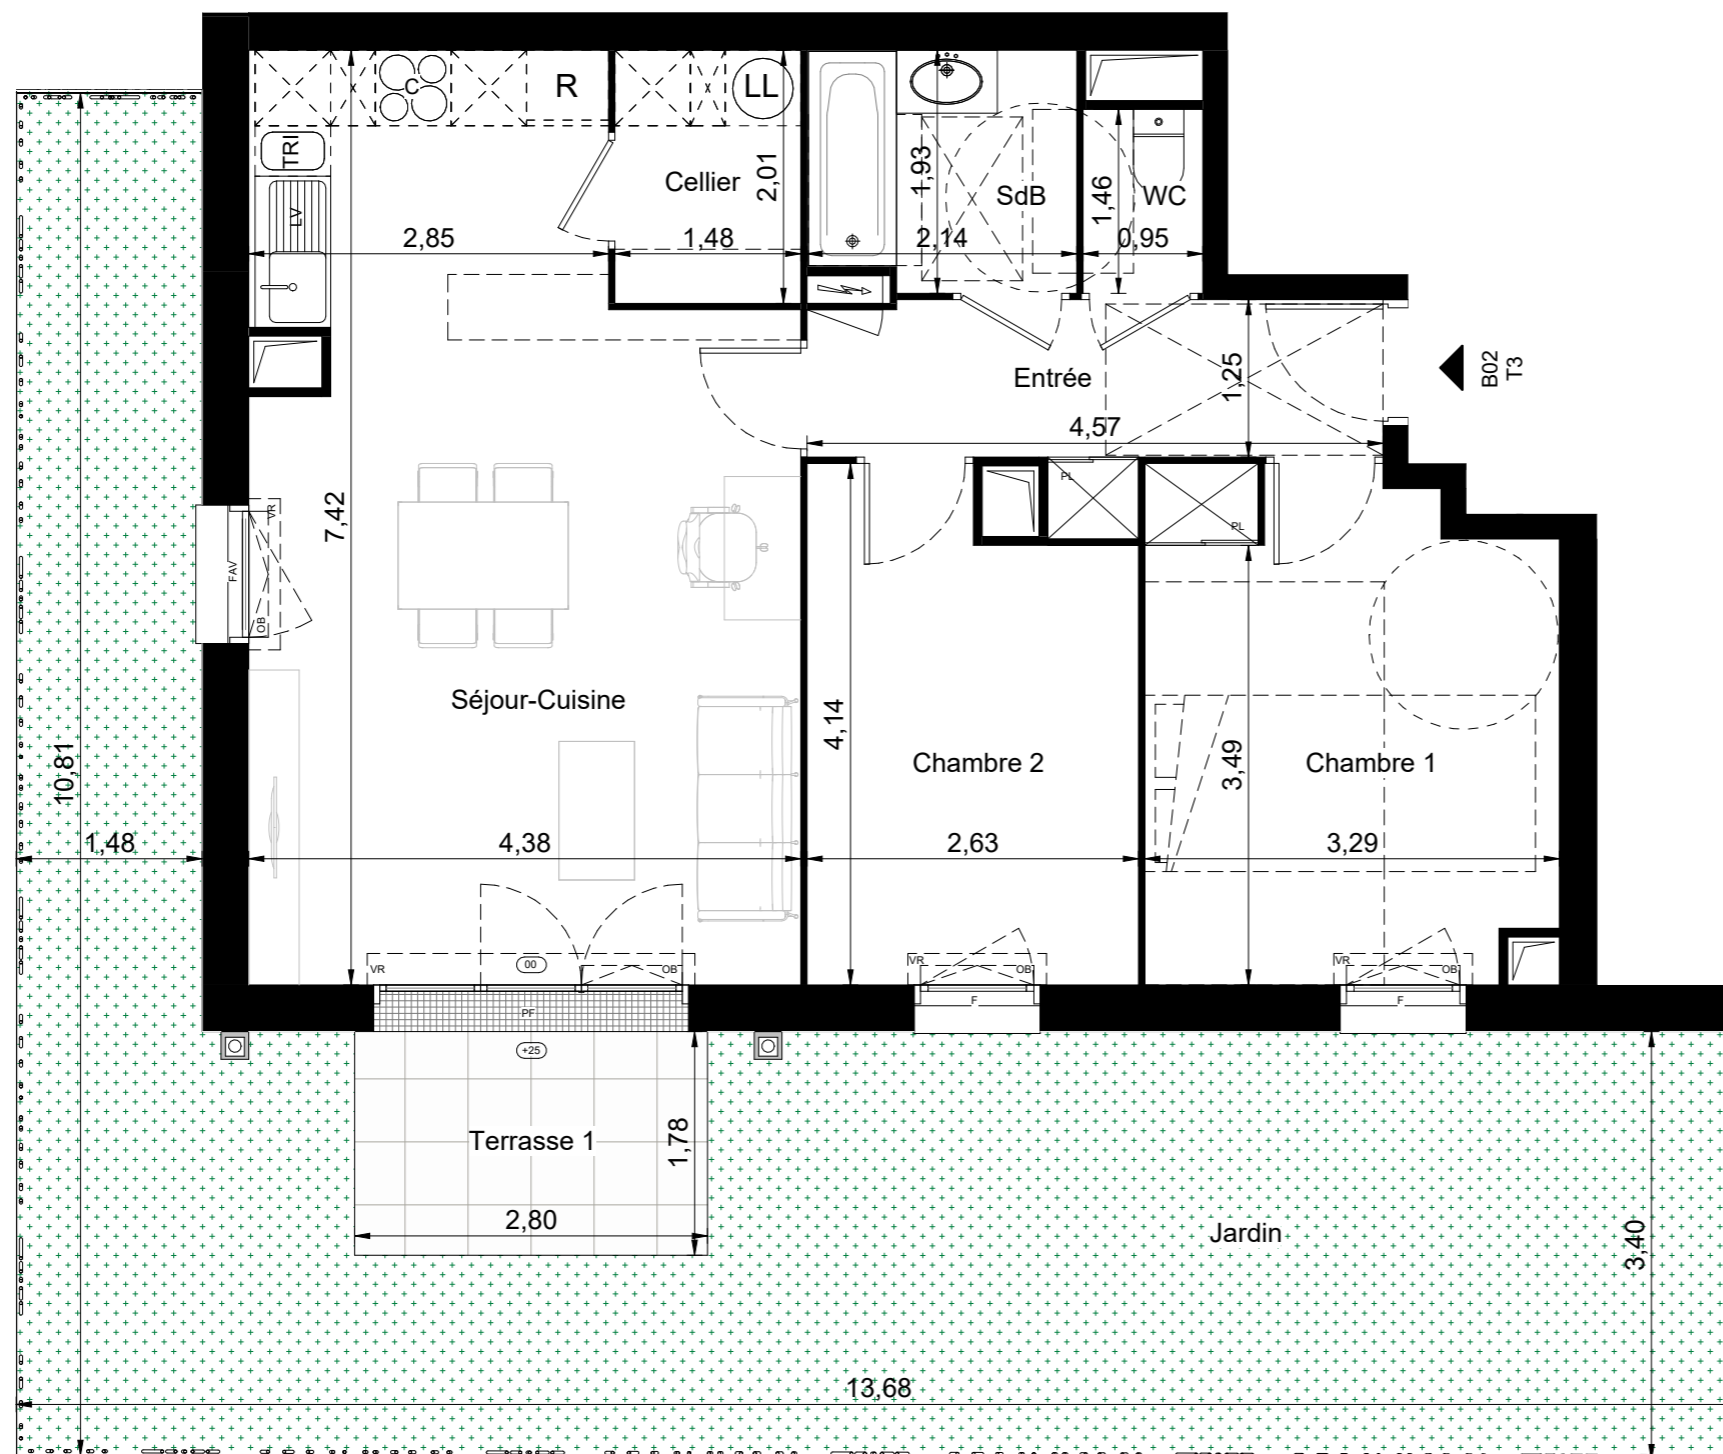 R
LL
C
TRI
LV
Cellier
2,01
1,93
SdB
1,46
WC
2,85
1,48
2,14
0,95
Entrée
1,25
B02
T3
4,57
7,42
PL
PL
VR
FAV
OB
Séjour-Cuisine
4,14
Chambre 2
3,49
Chambre 1
10,81
1,48
4,38
2,63
3,29
VR
00
OB
VR
OB
VR
OB
PF
F
F
+25
Terrasse 1
1,78
2,80
Jardin
3,40
13,68